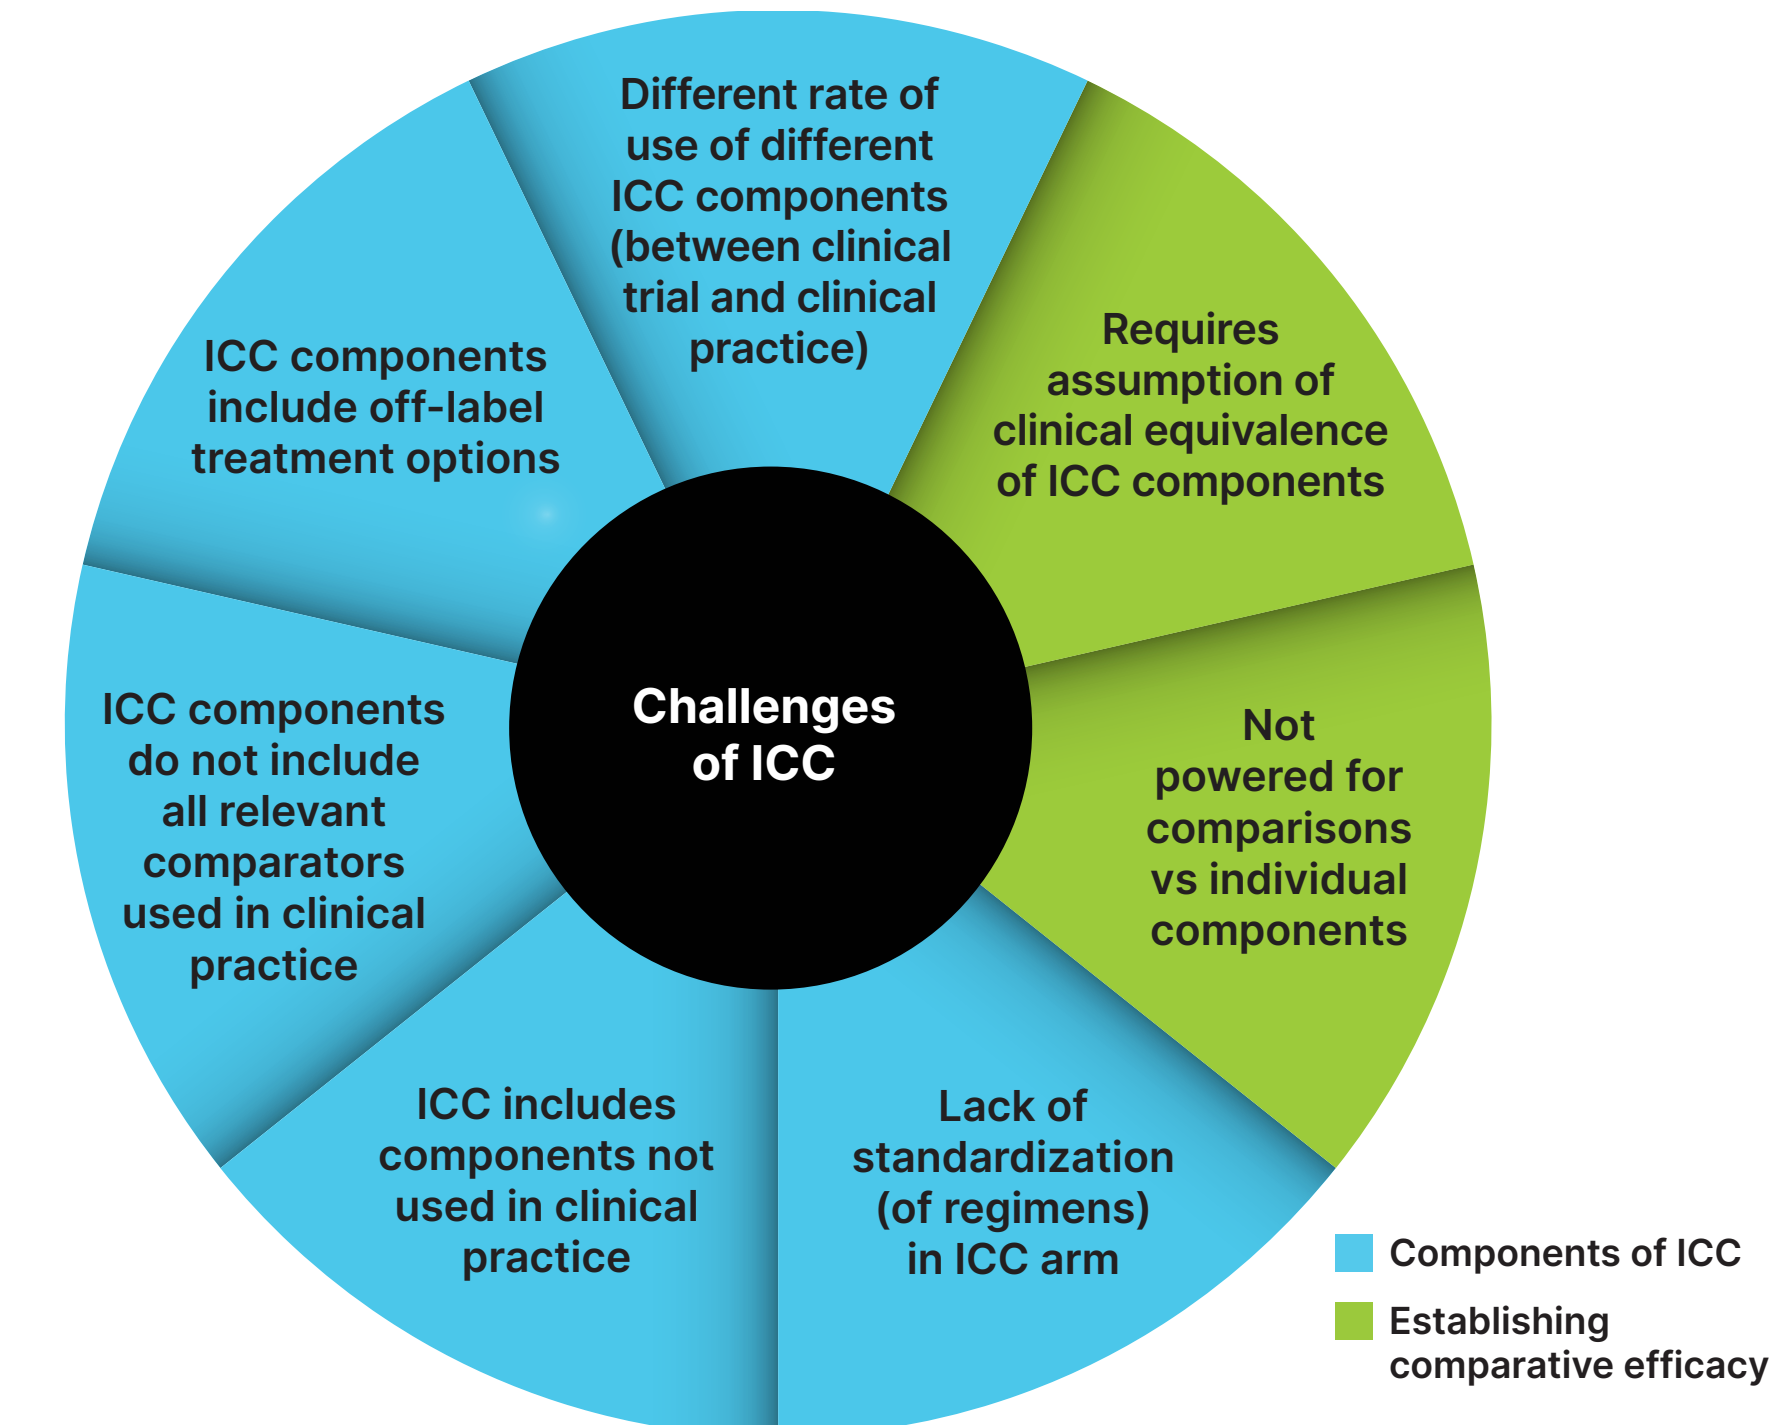 Different rate of
use of different
ICC components
(between clinical
trial and clinical
practice)
Requires
assumption of
clinical equivalence
of ICC components
Not
powered for
comparisons
vs individual
components
Lack of
standardization
(of regimens)
in ICC arm
ICC includes
components not
used in clinical
practice
ICC components
do not include
all relevant
comparators
used in clinical
practice
ICC components
include off-label
treatment options
Challenges
of ICC
Components of ICC
Establishing
comparative efficacy